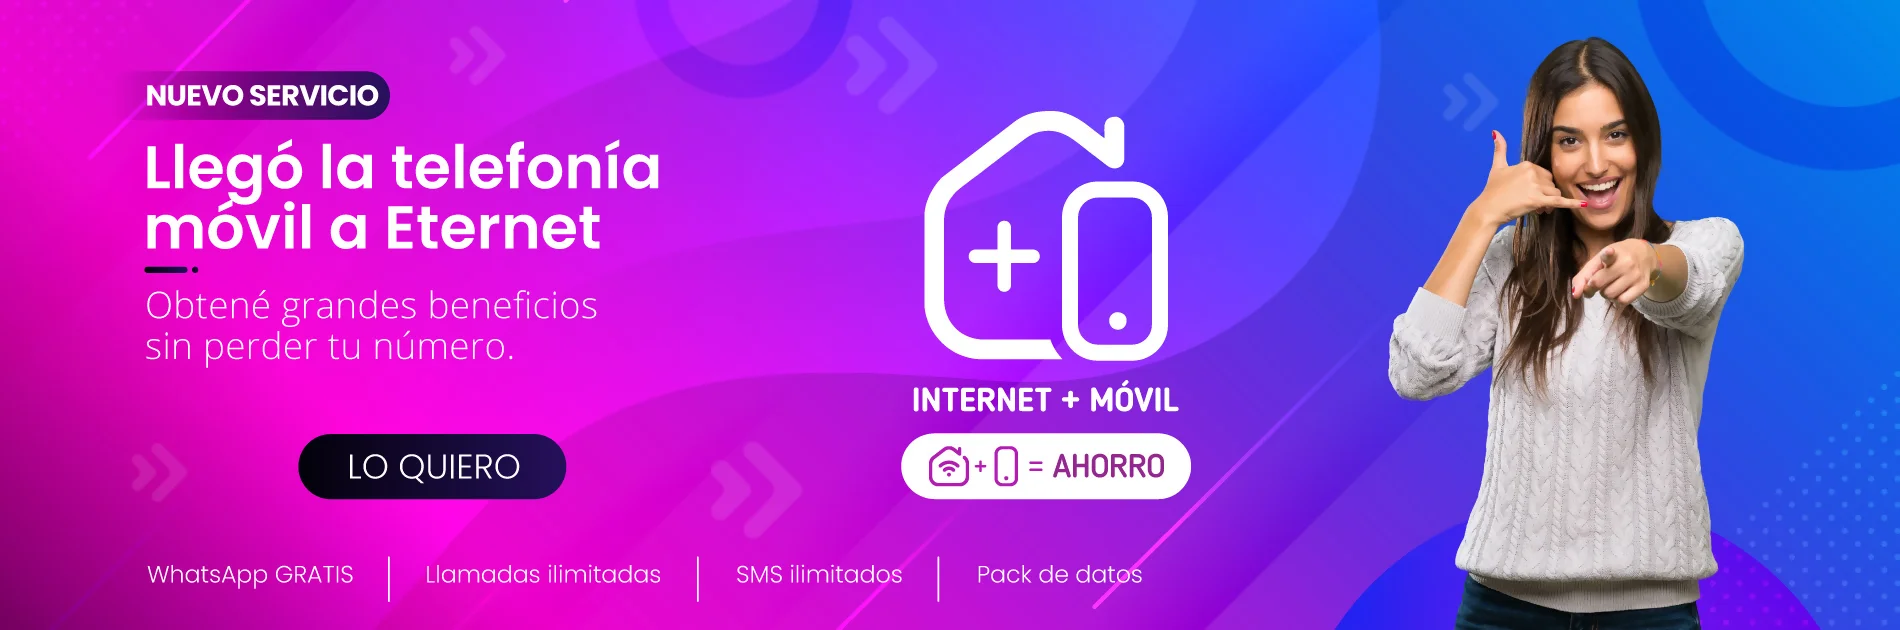 NUEVO SERVICIO
Llegó la telefonía
móvil a Eternet
Obtené grandes beneficios
sin perder tu número.
LO QUIERO
INTERNET + MÓVIL
+ = AHORRO
WhatsApp GRATIS
Llamadas ilimitadas
SMS ilimitados
Pack de datos